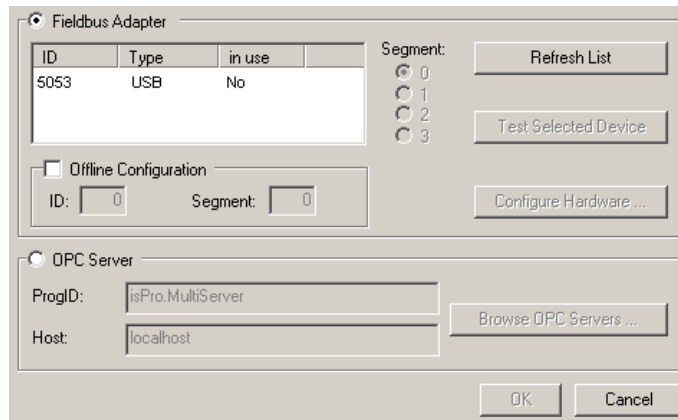 Fieldbus Adapter
ID Type in use
5053 USB No
Segment:
0
1
2
3
Refresh List
Test Selected Device
Configure Hardware ...
Offline Configuration
ID: 0 Segment: 0
OPC Server
ProgID: isPro.MultiServer
Host: localhost
Browse OPC Servers ...
OK Cancel